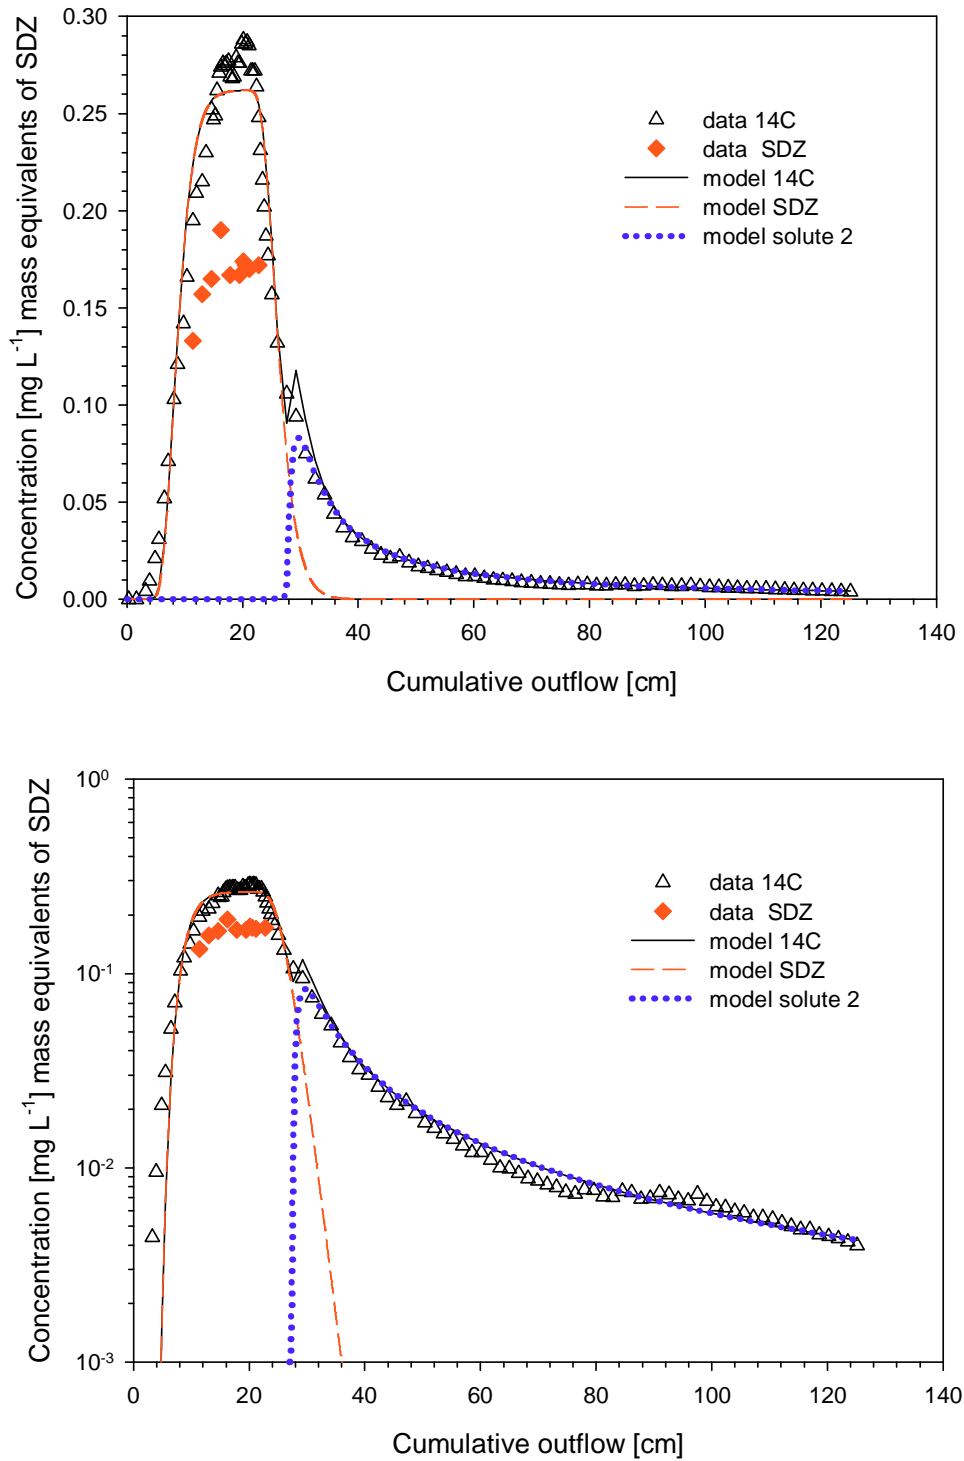 Concentration [mg L-1] mass equivalents of SDZ
0.30
0.25
0.20
0.15
0.10
0.05
0.00
data 14C
data SDZ
model 14C
model SDZ
model solute 2
0 20 40 60 80 100 120 140
Cumulative outflow [cm]
Concentration [mg L-1] mass equivalents of SDZ
100
10-1
10-2
10-3
data 14C
data SDZ
model 14C
model SDZ
model solute 2
0 20 40 60 80 100 120 140
Cumulative outflow [cm]